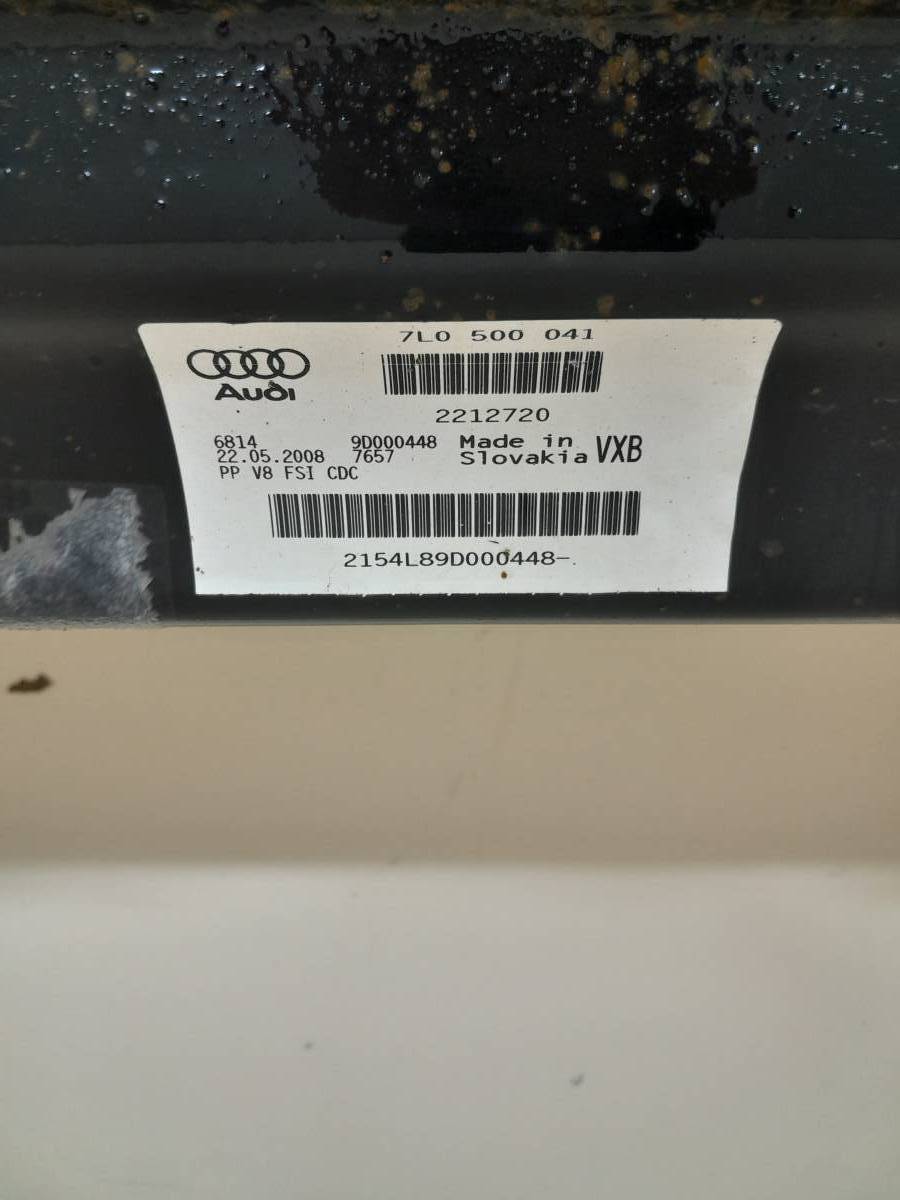 7L0 500 041
Audi
2212720
6814 9D000448 Made in VXB
22.05.2008 7657 Slovakia
PP V8 FSI CDC
2154L89D000448-